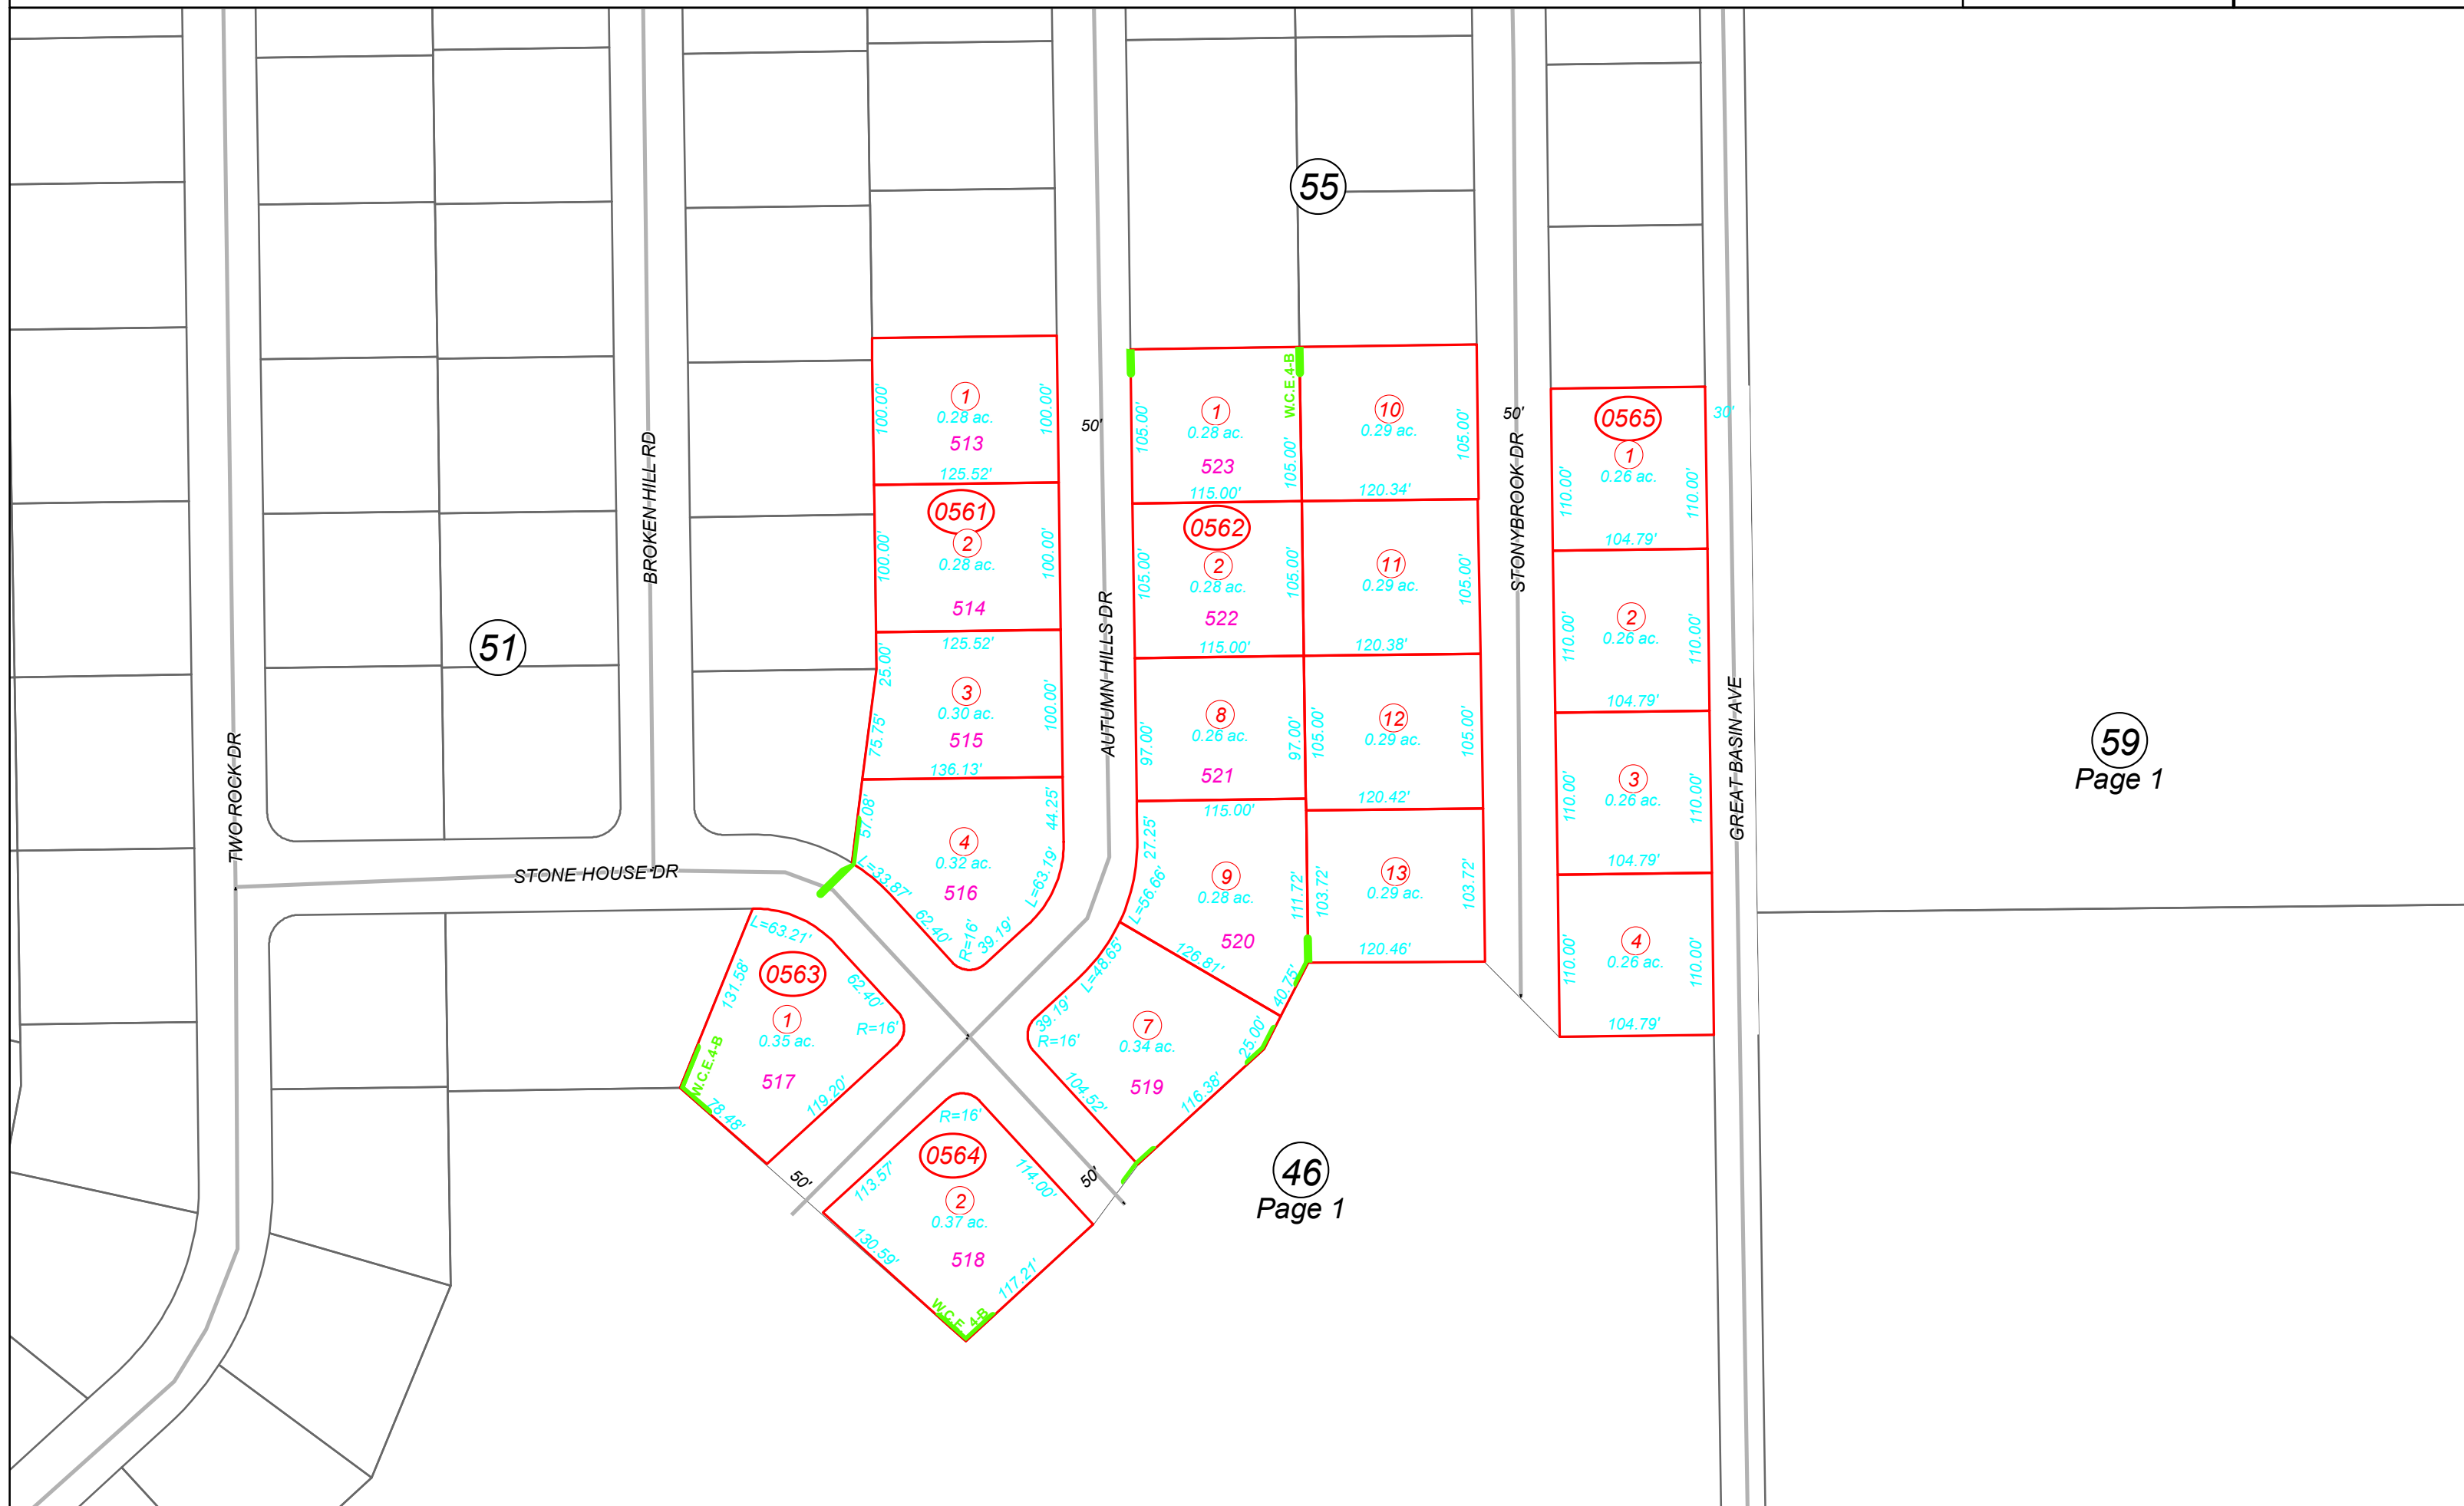 55
51
59
Page 1
46
Page 1
TWO ROCK DR
BROKEN HILL RD
STONE HOUSE DR
AUTUMN HILLS DR
STONYBROOK DR
GREAT BASIN AVE
50'
50'
30'
50'
50'
1
0.28 ac.
513
100.00'
100.00'
125.52'
0561
2
0.28 ac.
514
100.00'
100.00'
125.52'
25.00'
3
0.30 ac.
515
75.75'
100.00'
136.13'
57.08'
44.25'
4
0.32 ac.
516
L=33.87'
62.40'
R=16'
39.19'
L=63.19'
1
0.28 ac.
523
105.00'
105.00'
W.C.E.4-B
115.00'
0562
2
0.28 ac.
522
105.00'
105.00'
115.00'
8
0.26 ac.
521
97.00'
97.00'
115.00'
27.25'
9
0.28 ac.
520
L=56.66'
111.72'
126.81'
40.75'
L=48.65'
39.19'
R=16'
7
0.34 ac.
519
25.00'
104.52'
116.38'
10
0.29 ac.
105.00'
120.34'
11
0.29 ac.
105.00'
120.38'
12
0.29 ac.
105.00'
105.00'
120.42'
13
0.29 ac.
103.72'
103.72'
120.46'
0565
1
0.26 ac.
110.00'
110.00'
104.79'
2
0.26 ac.
110.00'
110.00'
104.79'
3
0.26 ac.
110.00'
110.00'
104.79'
4
0.26 ac.
110.00'
110.00'
104.79'
L=63.21'
0563
131.58'
62.40'
1
0.35 ac.
R=16'
517
W.C.E.4-B
78.48'
119.20'
R=16'
0564
113.57'
114.00'
2
0.37 ac.
518
130.59'
117.21'
W.C.E. 4-B